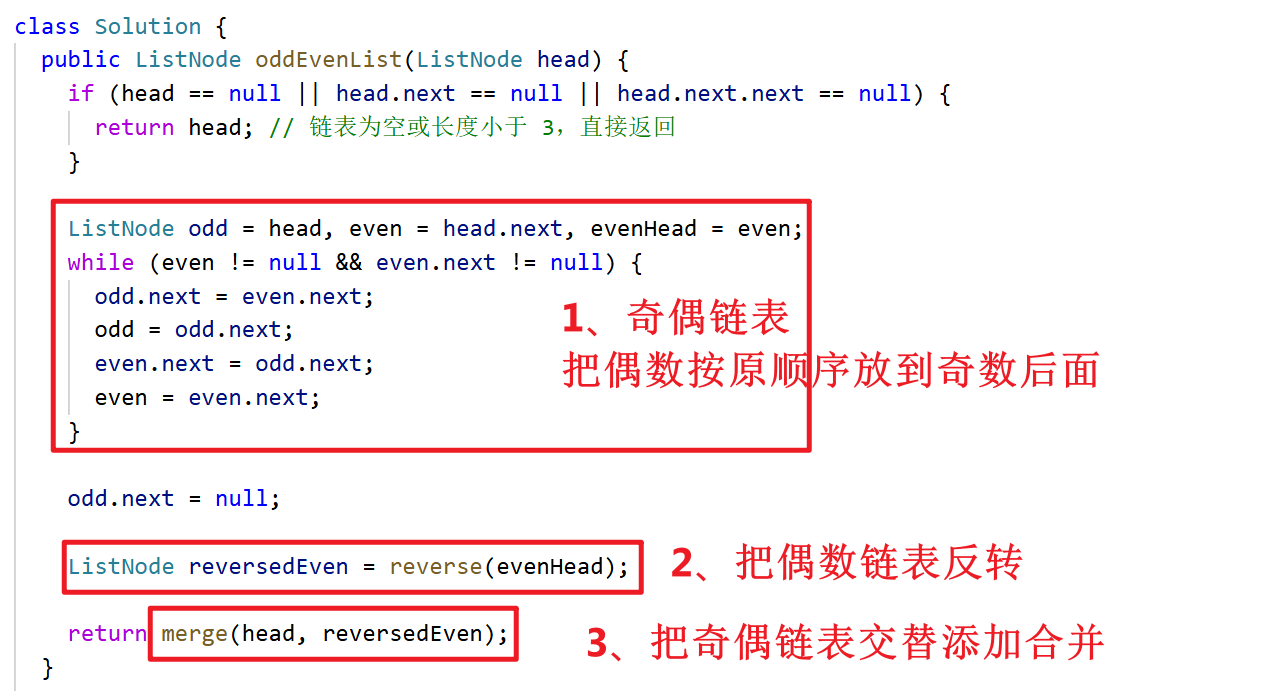 class Solution {
public ListNode oddEvenList(ListNode head) {
if (head == null || head.next == null || head.next.next == null) {
return head; // 链表为空或长度小于 3，直接返回
}
ListNode odd = head, even = head.next, evenHead = even;
while (even != null && even.next != null) {
odd.next = even.next;
odd = odd.next;
even.next = odd.next;
even = even.next;
}
1、奇偶链表
把偶数按原顺序放到奇数后面
odd.next = null;
ListNode reversedEven = reverse(evenHead);
2、把偶数链表反转
return merge(head, reversedEven);
3、把奇偶链表交替添加合并
}